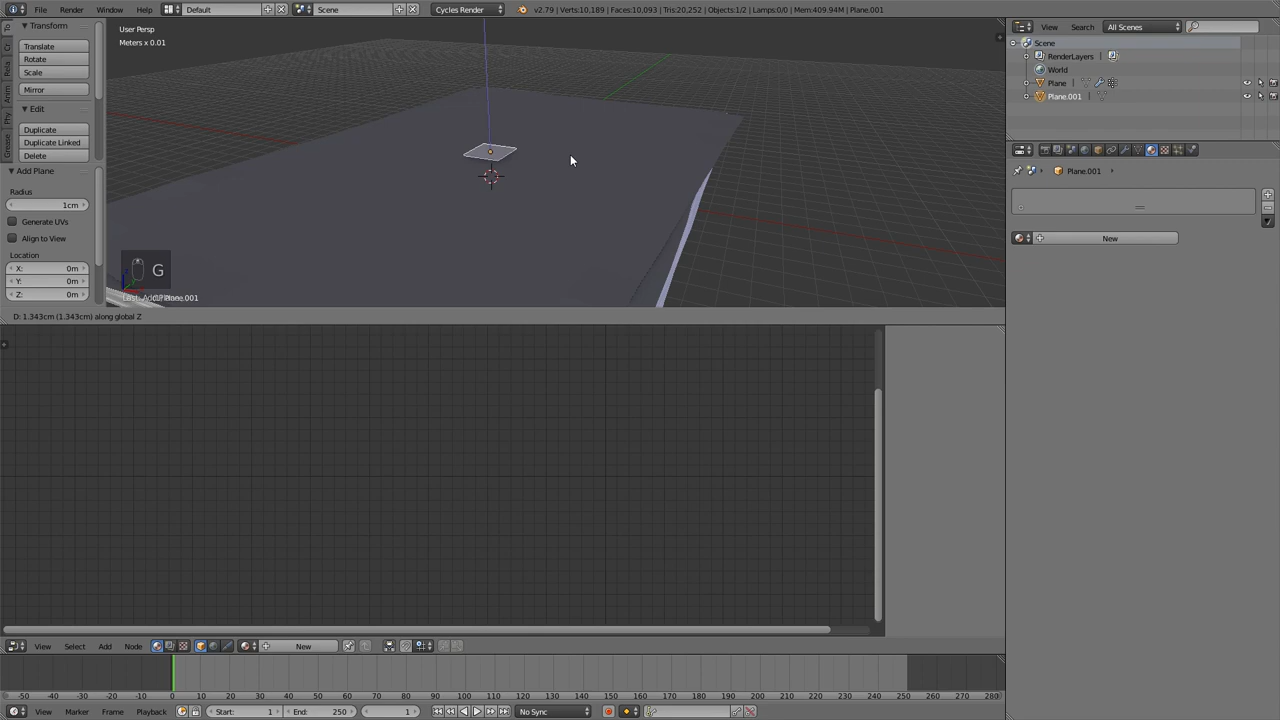 File Render Window Help Default Scene Cycles Render v2.79 | Verts:10,189 | Faces:10,093 | Tris:20,252 | Objects:1/2 | Lamps:0/0 | Mem:409.94M | Plane.001
Transform
Translate
Rotate
Scale
Mirror
Edit
Duplicate
Duplicate Linked
Delete
Add Plane
Radius
1cm
Generate UVs
Align to View
Location
X: 0m
Y: 0m
Z: 0m
To
Cr
Rela
Anim
Phy
Grease
User Persp
Meters x 0.01
G
D: 1.343cm (1.343cm) along global Z
View Search All Scenes
Scene
RenderLayers
World
Plane
Plane.001
Plane.001
New
View Select Add Node New
-50 -40 -30 -20 -10 0 10 20 30 40 50 60 70 80 90 100 110 120 130 140 150 160 170 180 190 200 210 220 230 240 250 260 270 280
View Marker Frame Playback Start: 1 End: 250 1 No Sync